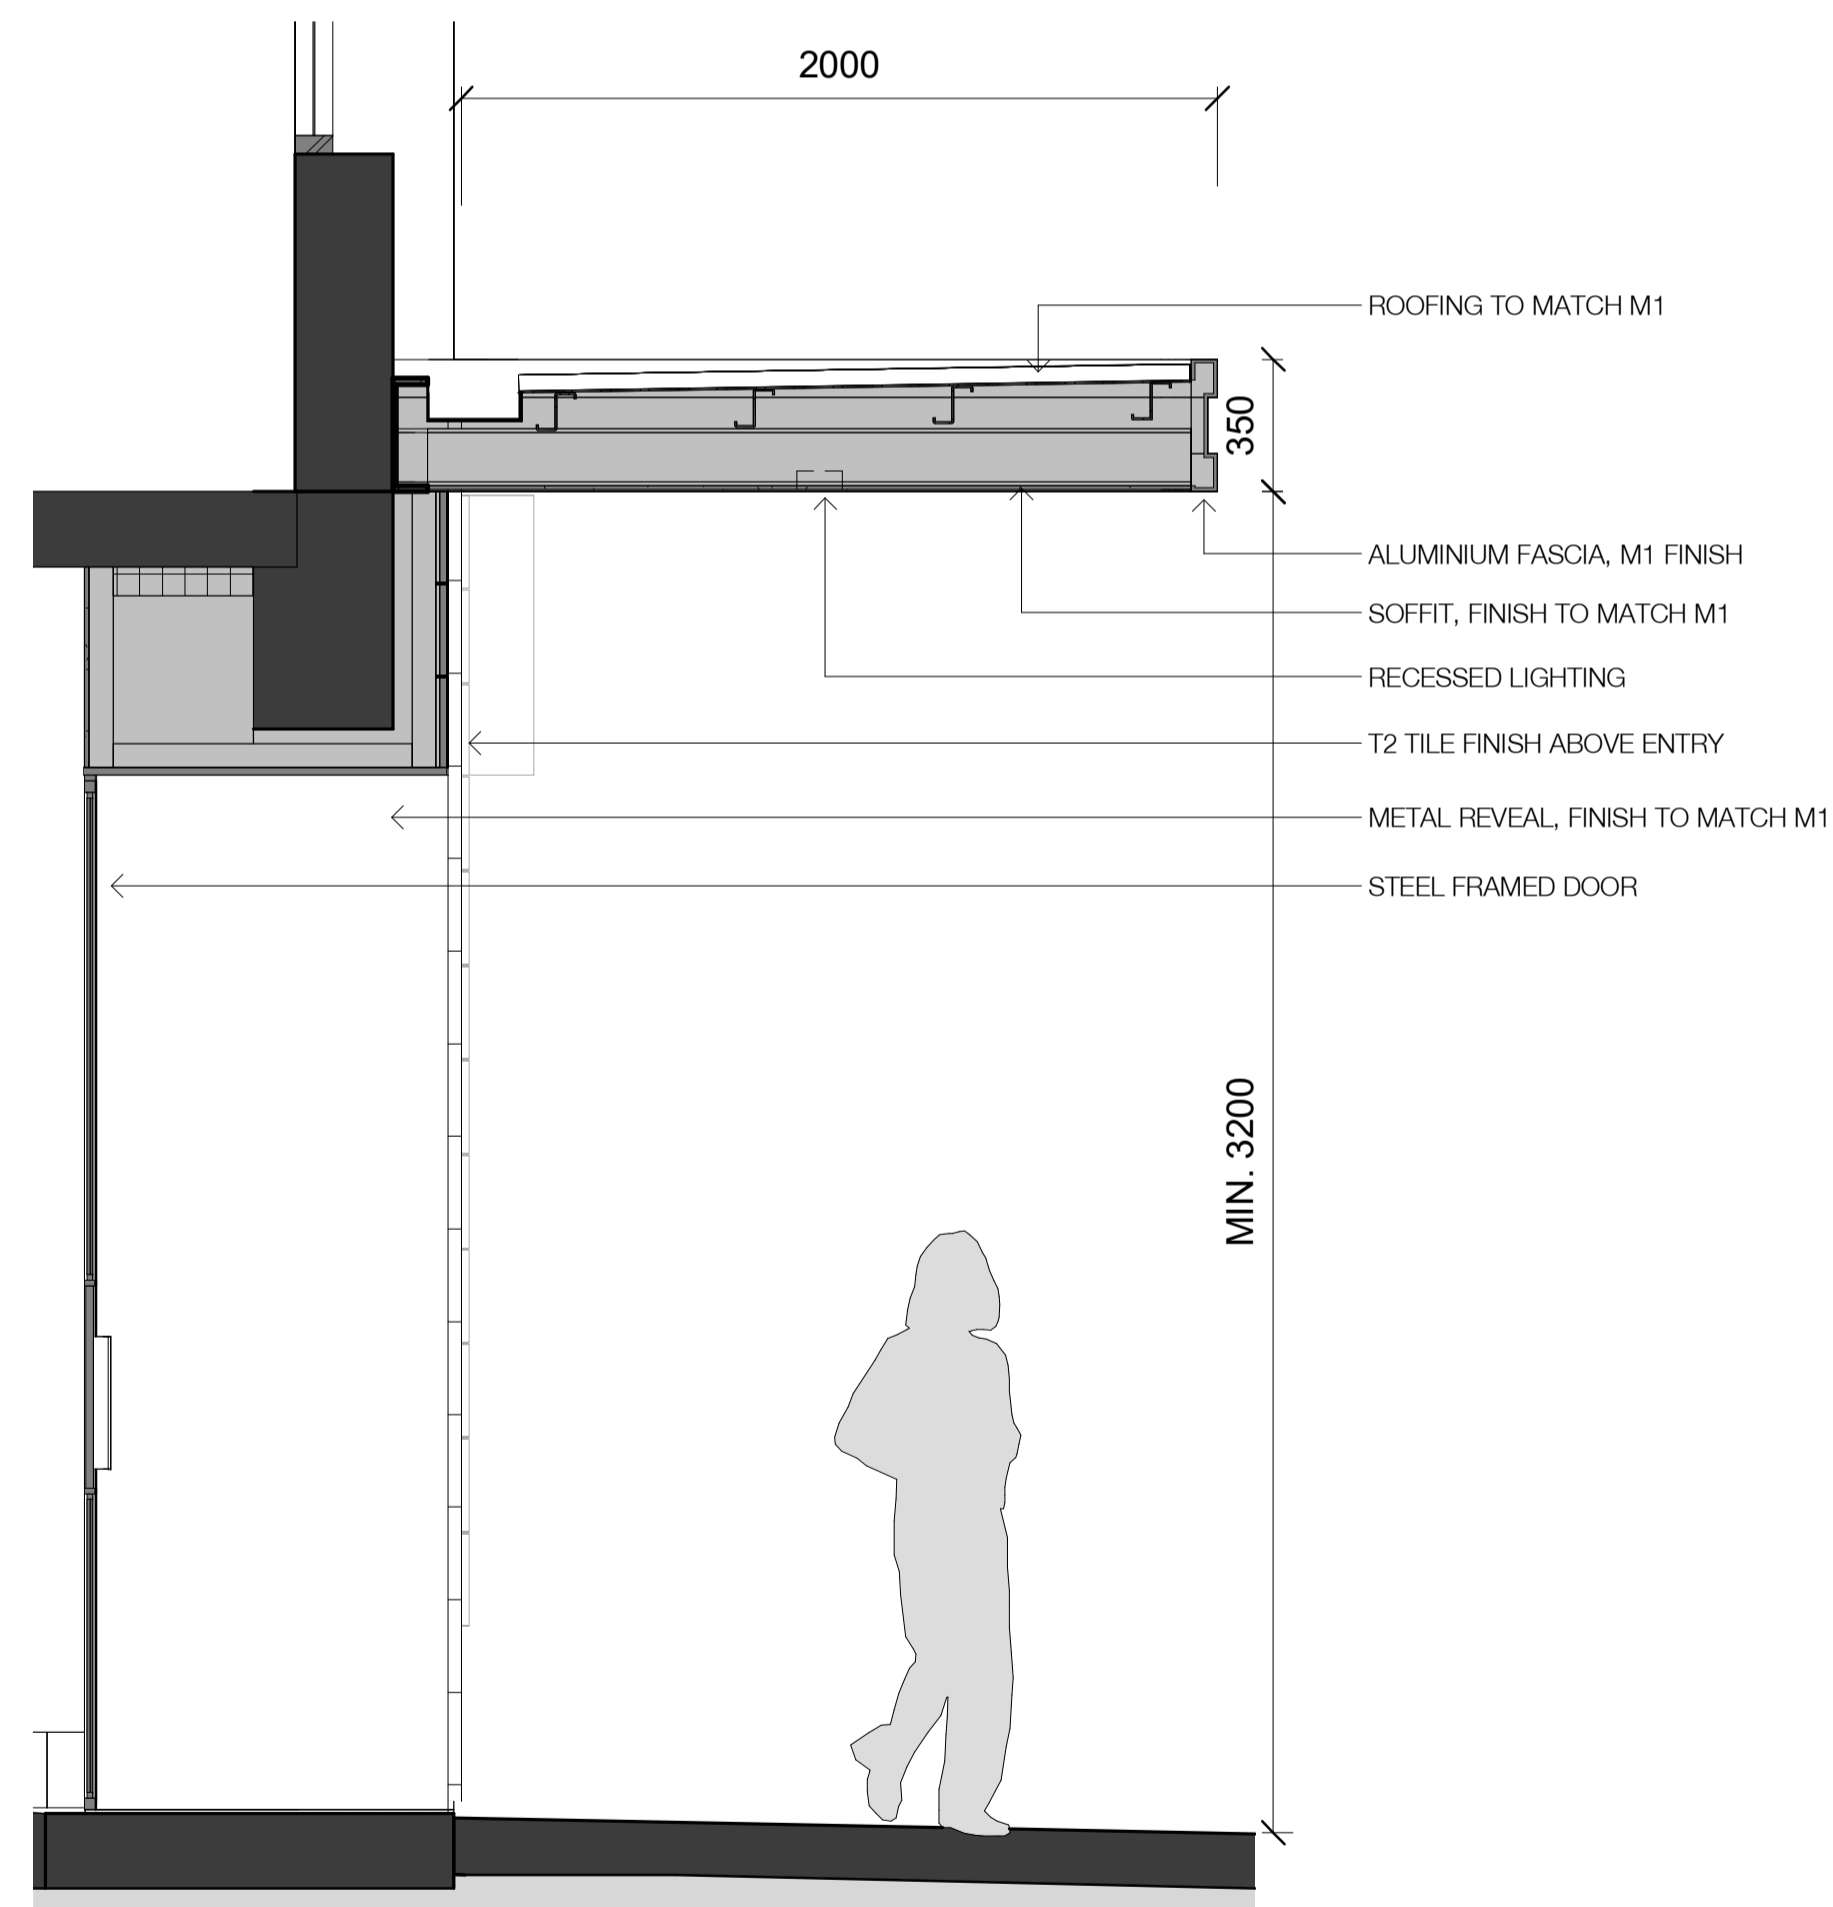 2000
ROOFING TO MATCH M1
350
ALUMINIUM FASCIA, M1 FINISH
SOFFIT, FINISH TO MATCH M1
RECESSED LIGHTING
T2 TILE FINISH ABOVE ENTRY
METAL REVEAL, FINISH TO MATCH M1
STEEL FRAMED DOOR
MIN. 3200